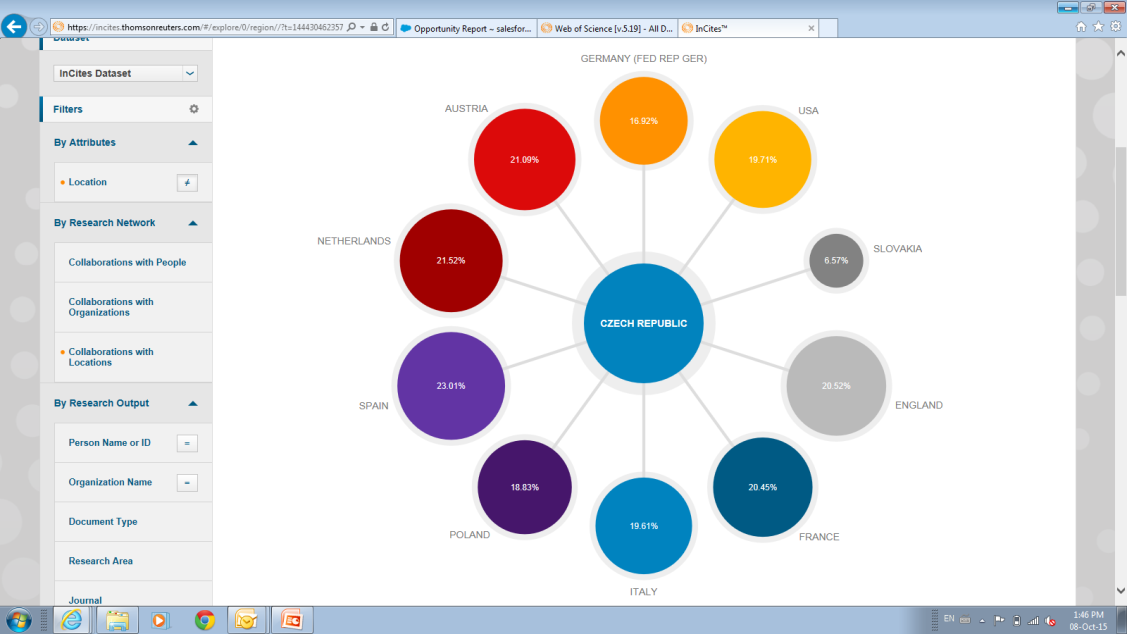 https://incites.thomsonreuters.com/#/explore/0/region//?t=144430462357
Opportunity Report ~ salesfor...
Web of Science [v.5.19] - All D...
InCites™
Dataset
InCites Dataset
Filters
By Attributes
Location
≠
By Research Network
Collaborations with People
Collaborations with
Organizations
Collaborations with
Locations
By Research Output
Person Name or ID
=
Organization Name
=
Document Type
Research Area
Journal
GERMANY (FED REP GER)
16.92%
AUSTRIA
21.09%
USA
19.71%
NETHERLANDS
21.52%
SLOVAKIA
6.57%
CZECH REPUBLIC
SPAIN
23.01%
ENGLAND
20.52%
POLAND
18.83%
ITALY
19.61%
FRANCE
20.45%
EN
1:46 PM
08-Oct-15